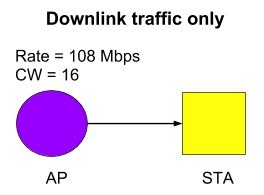 Downlink traffic only
Rate = 108 Mbps
CW = 16
AP
STA